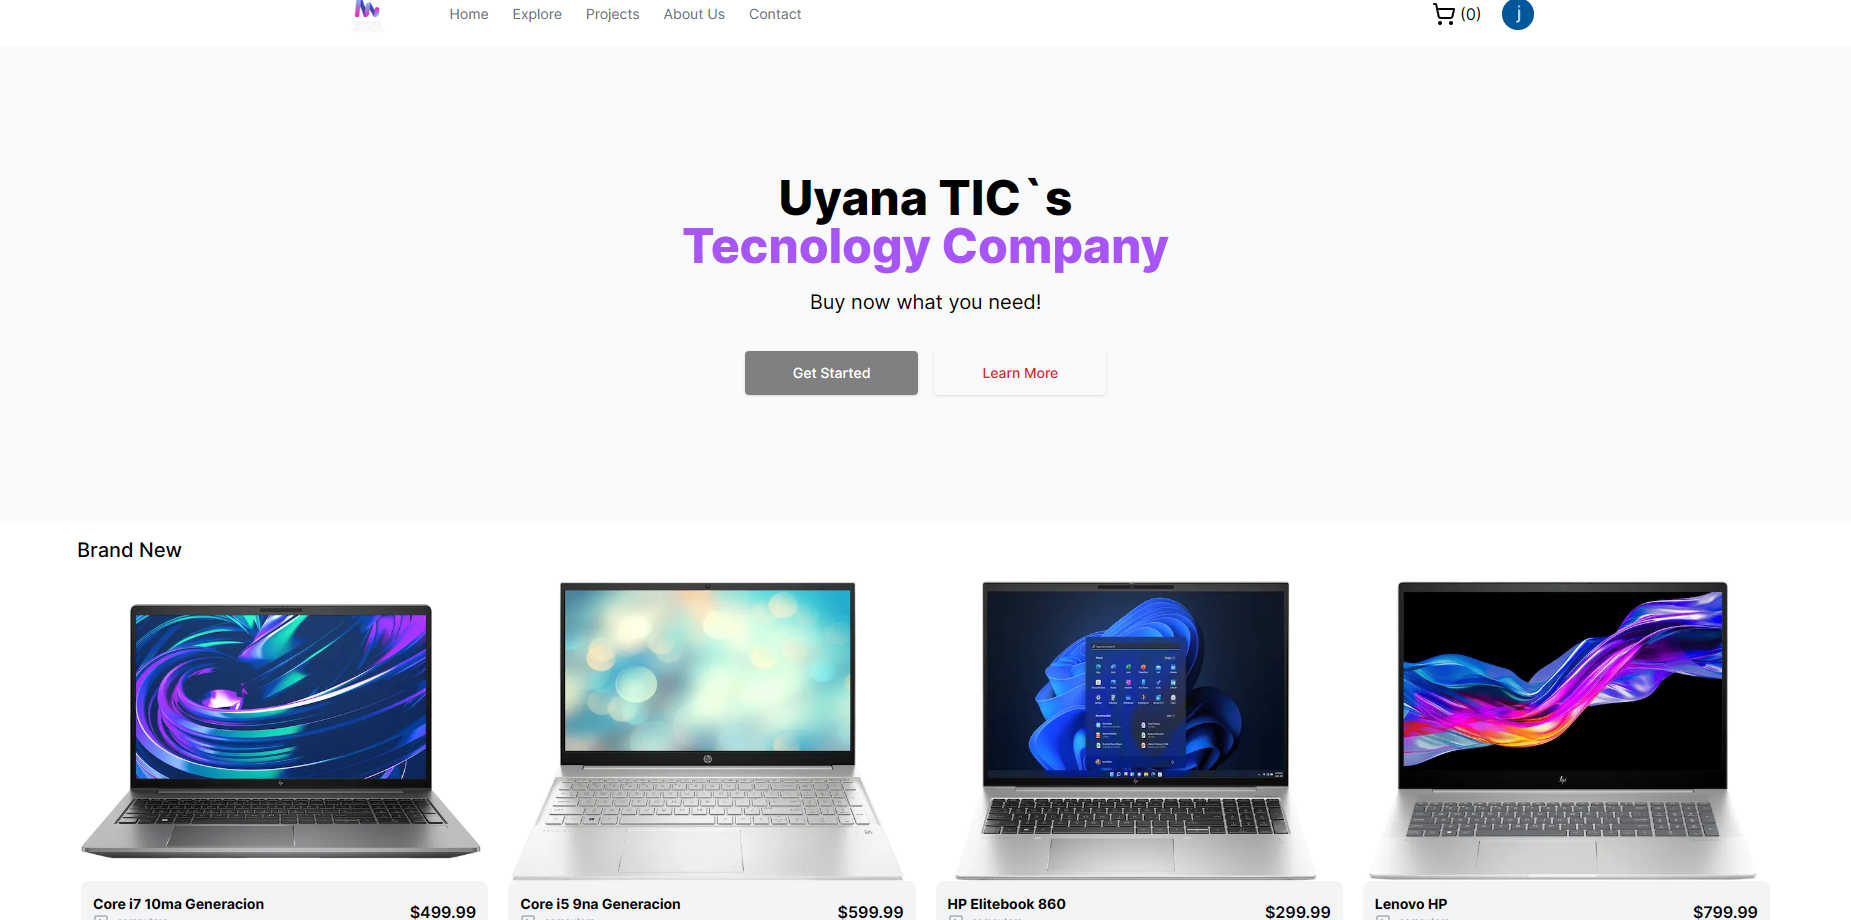 Home Explore Projects About Us Contact
(0) j
Uyana TIC`s
Tecnology Company
Buy now what you need!
Get Started Learn More
Brand New
Core i7 10ma Generacion
$499.99
Core i5 9na Generacion
$599.99
HP Elitebook 860
$299.99
Lenovo HP
$799.99